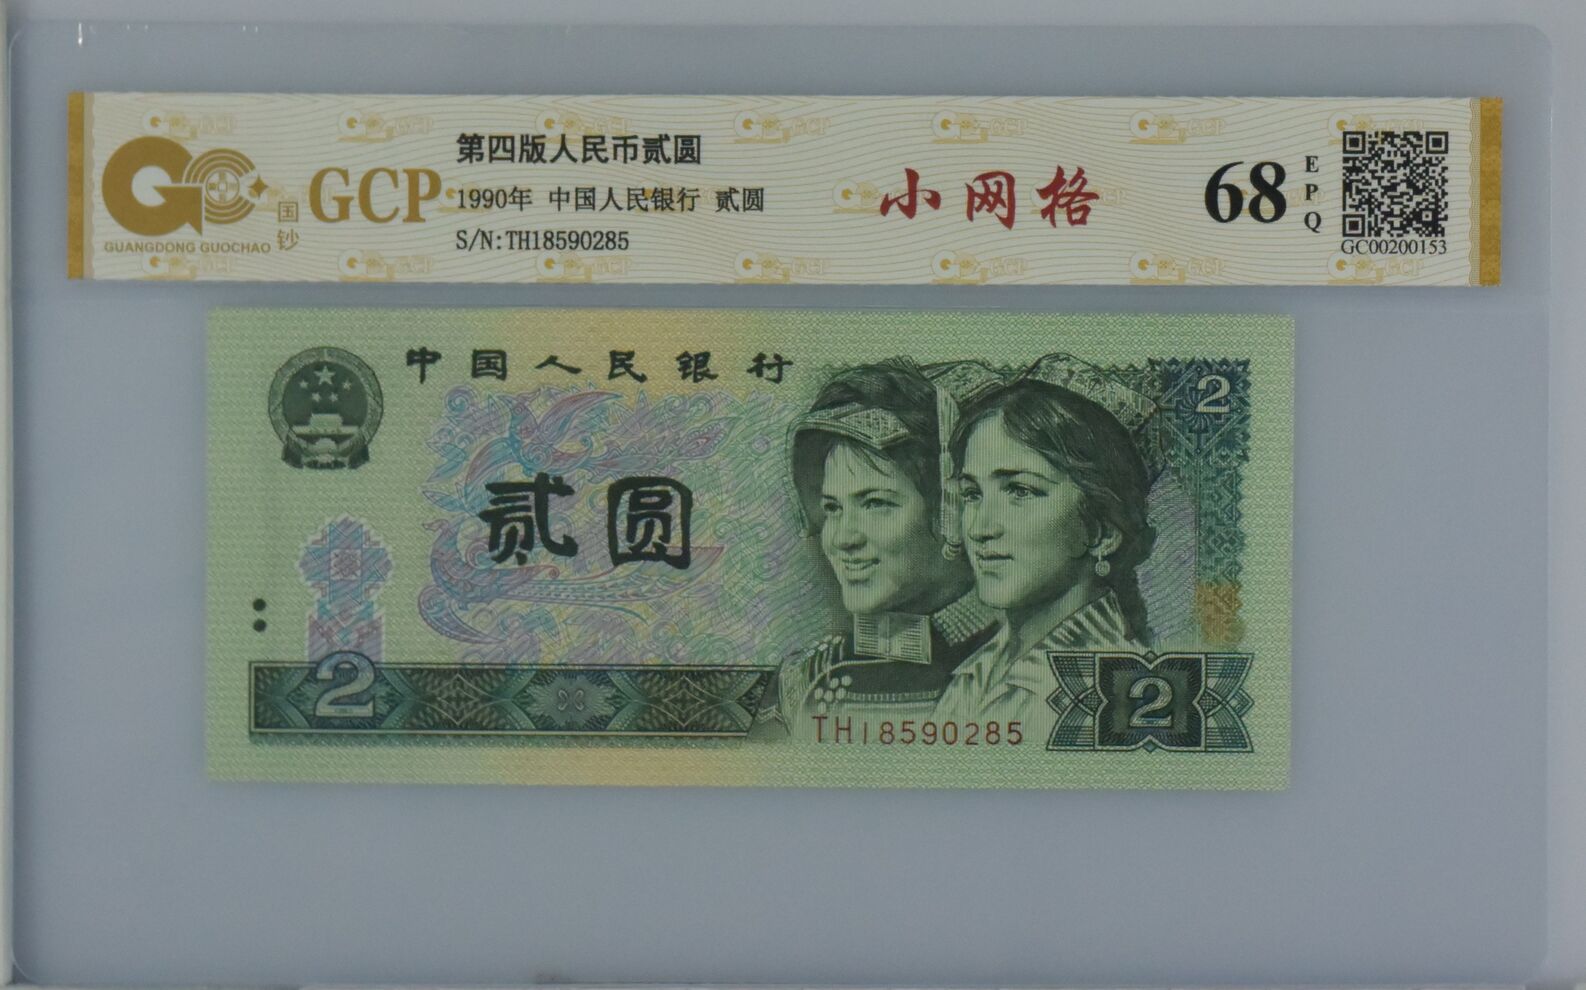 GUANGDONG GUOCHAO
国钞
GCP
第四版人民币贰圆
1990年 中国人民银行 贰圆
S/N:TH18590285
小网格
68
EPQ
GC00200153
中国人民银行
2
贰圆
2
2
TH18590285